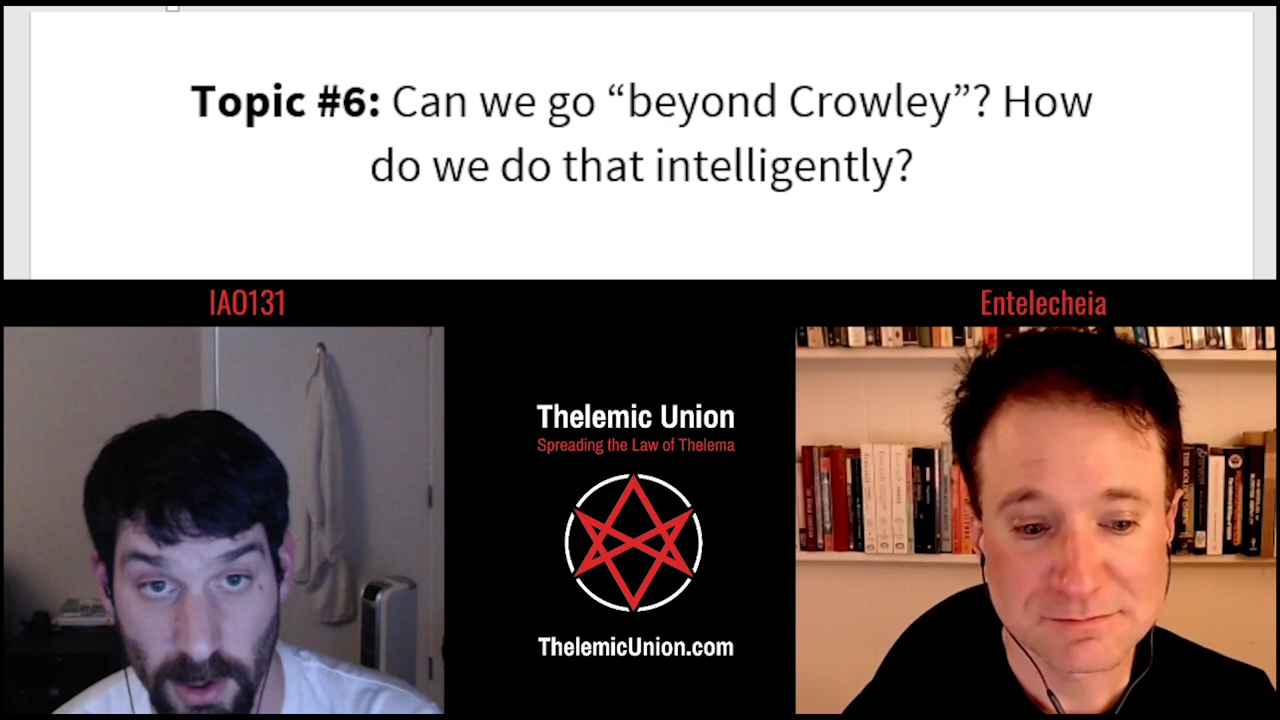 Topic #6: Can we go “beyond Crowley”? How
do we do that intelligently?
IAO131
Entelecheia
Thelemic Union
Spreading the Law of Thelema
ThelemicUnion.com